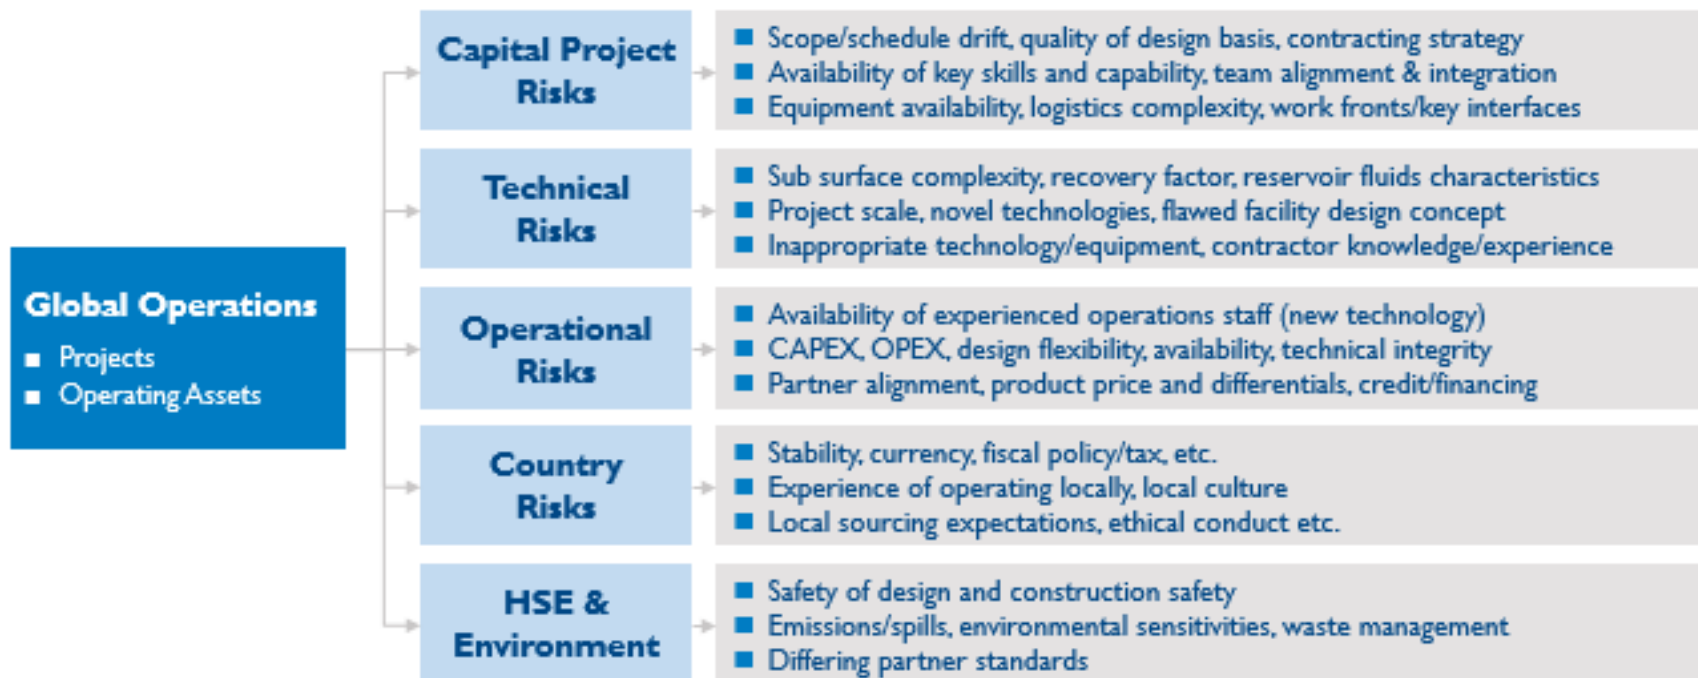 Global Operations
■ Projects
■ Operating Assets
Capital Project
Risks
■ Scope/schedule drift, quality of design basis, contracting strategy
■ Availability of key skills and capability, team alignment & integration
■ Equipment availability, logistics complexity, work fronts/key interfaces
Technical
Risks
■ Sub surface complexity, recovery factor, reservoir fluids characteristics
■ Project scale, novel technologies, flawed facility design concept
■ Inappropriate technology/equipment, contractor knowledge/experience
Operational
Risks
■ Availability of experienced operations staff (new technology)
■ CAPEX, OPEX, design flexibility, availability, technical integrity
■ Partner alignment, product price and differentials, credit/financing
Country
Risks
■ Stability, currency, fiscal policy/tax, etc.
■ Experience of operating locally, local culture
■ Local sourcing expectations, ethical conduct etc.
HSE &
Environment
■ Safety of design and construction safety
■ Emissions/spills, environmental sensitivities, waste management
■ Differing partner standards